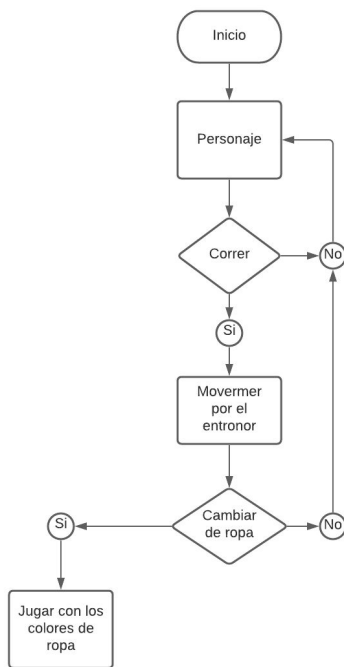 Inicio
Personaje
Correr
No
Si
Movermer
por el
entronor
Cambiar
de ropa
Si
No
Jugar con los
colores de
ropa